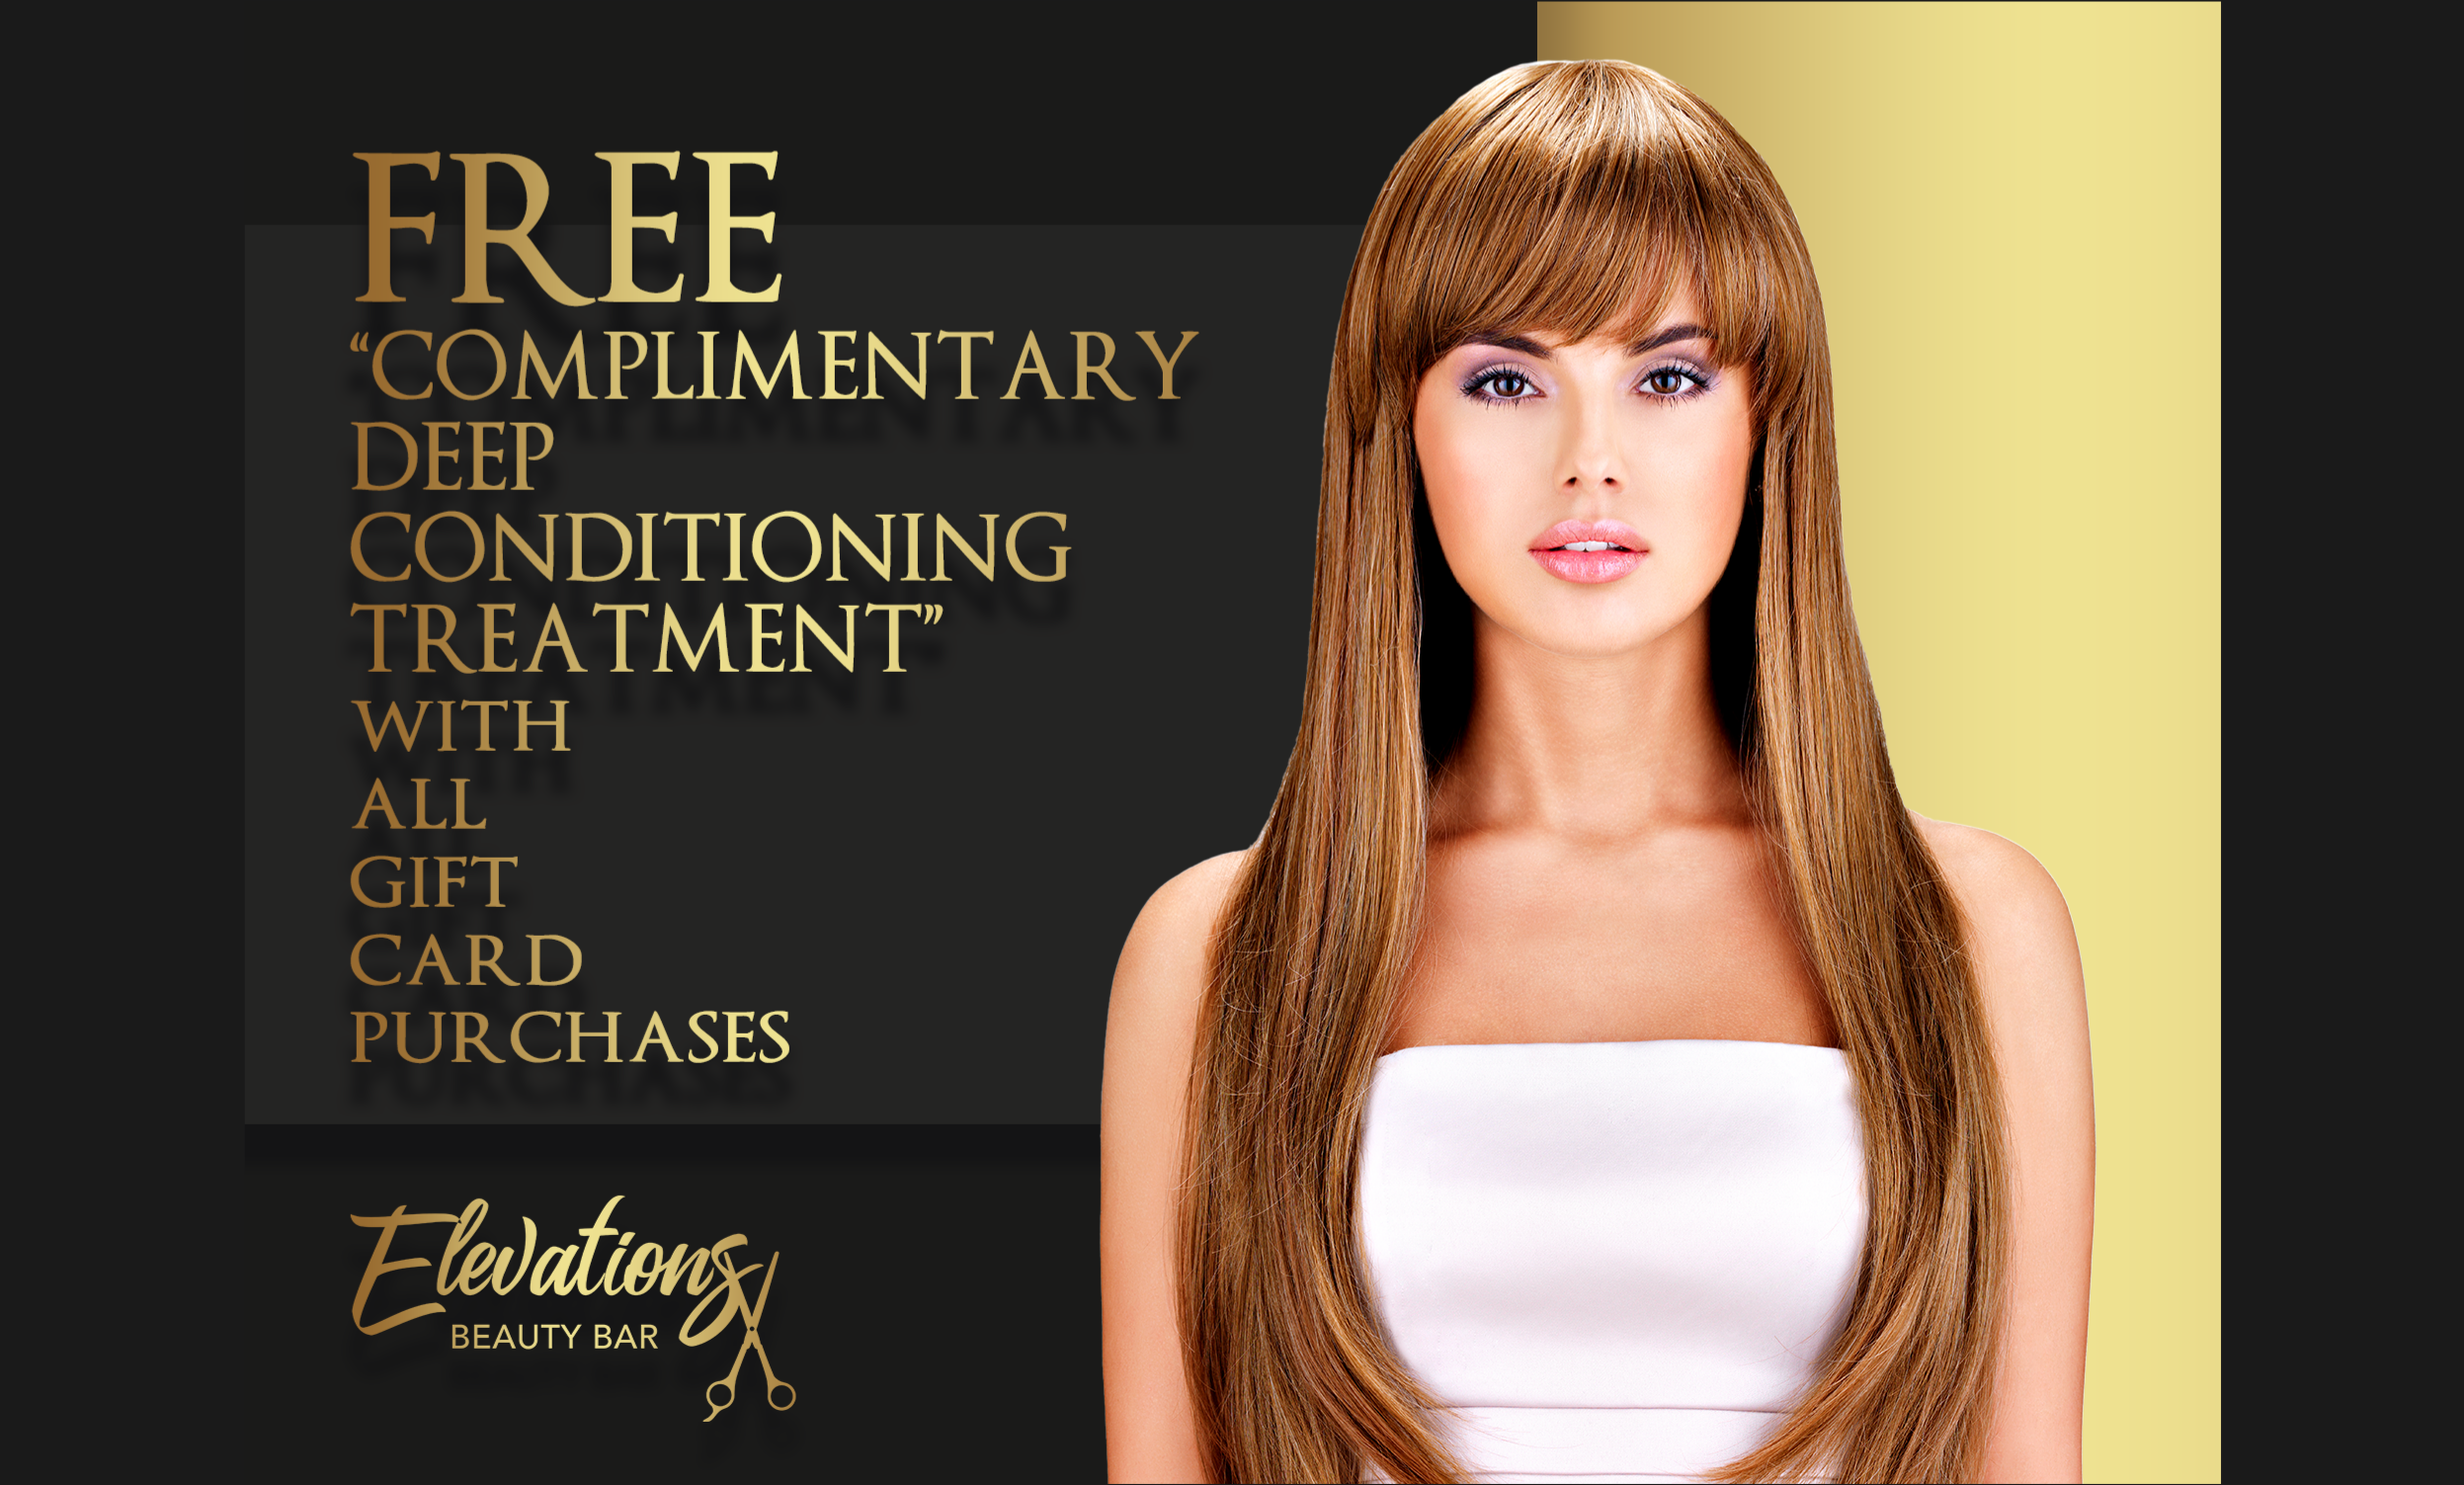 FREE
“COMPLIMENTARY
DEEP
CONDITIONING
TREATMENT”
WITH
ALL
GIFT
CARD
PURCHASES
Elevations
BEAUTY BAR